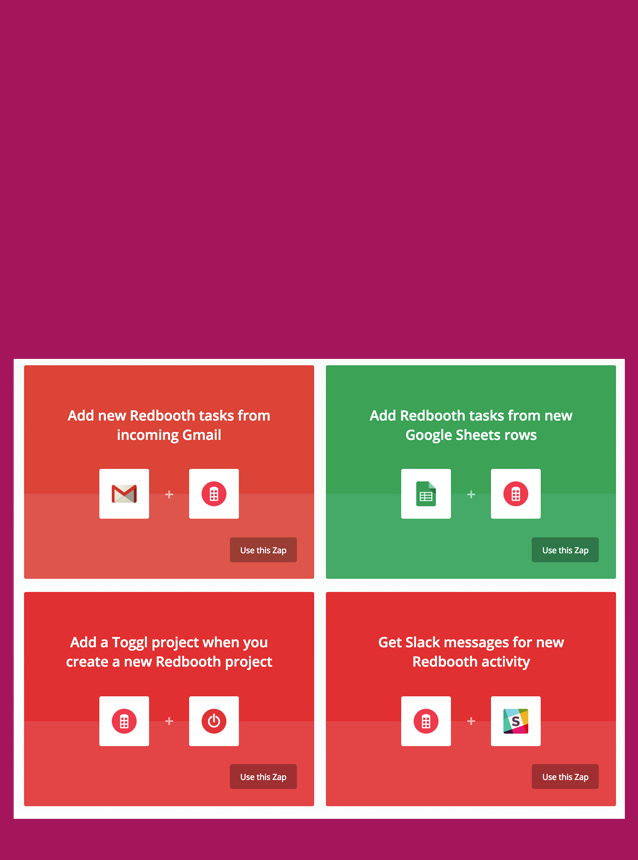 Add new Redbooth tasks from
incoming Gmail
+
Use this Zap
Add Redbooth tasks from new
Google Sheets rows
+
Use this Zap
Add a Toggl project when you
create a new Redbooth project
+
Use this Zap
Get Slack messages for new
Redbooth activity
+
S
Use this Zap